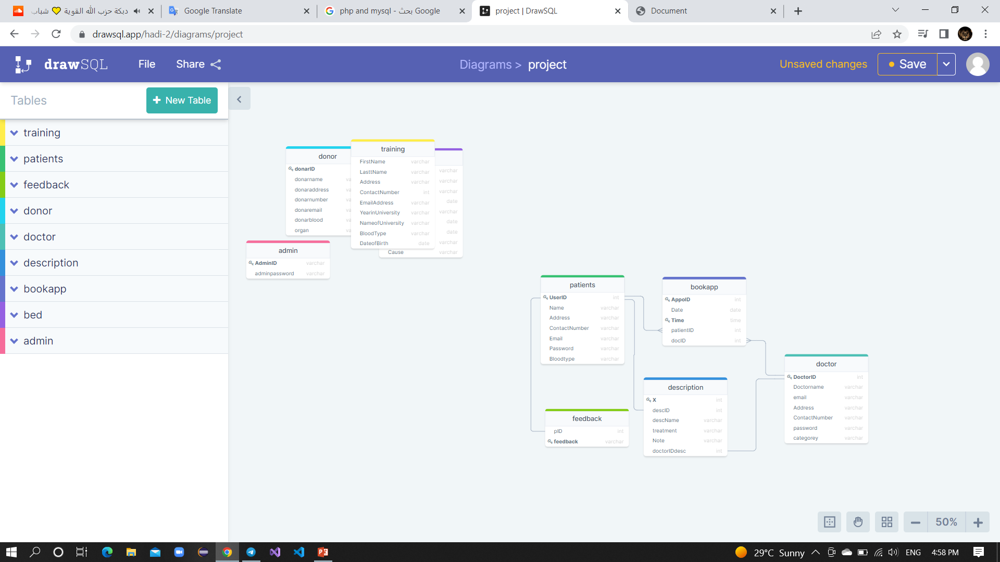 دبكة حزب الله القوية 💛 شباب
Google Translate
php and mysql - بحث Google
project | DrawSQL
Document
drawsql.app/hadi-2/diagrams/project
drawSQL
File
Share
Diagrams > project
Unsaved changes
Save
Tables
+ New Table
training
patients
feedback
donor
doctor
description
bookapp
bed
admin
donor
donarID
donarname va
donaraddress va
donarnumber va
donaremail va
donarblood va
organ va
training
FirstName varchar
LasttName varchar
Address varchar
ContactNumber int
EmailAddress varchar
YearinUniversity varchar
NameofUniversity varchar
BloodType varchar
DateofBirth date
varchar
varchar
varchar
date
varchar
date
date
varchar
Cause varchar
admin
AdminID varchar
adminpassword varchar
patients
UserID int
Name varchar
Address varchar
ContactNumber varchar
Email varchar
Password varchar
Bloodtype varchar
bookapp
AppoID int
Date date
Time time
patientID int
docID int
doctor
DoctorID int
Doctorname varchar
email varchar
Address varchar
ContactNumber varchar
password varchar
categorey varchar
description
X int
descID int
descName varchar
treatment varchar
Note varchar
doctorIDdesc int
feedback
pID int
feedback varchar
50%
29°C Sunny
ENG
4:58 PM